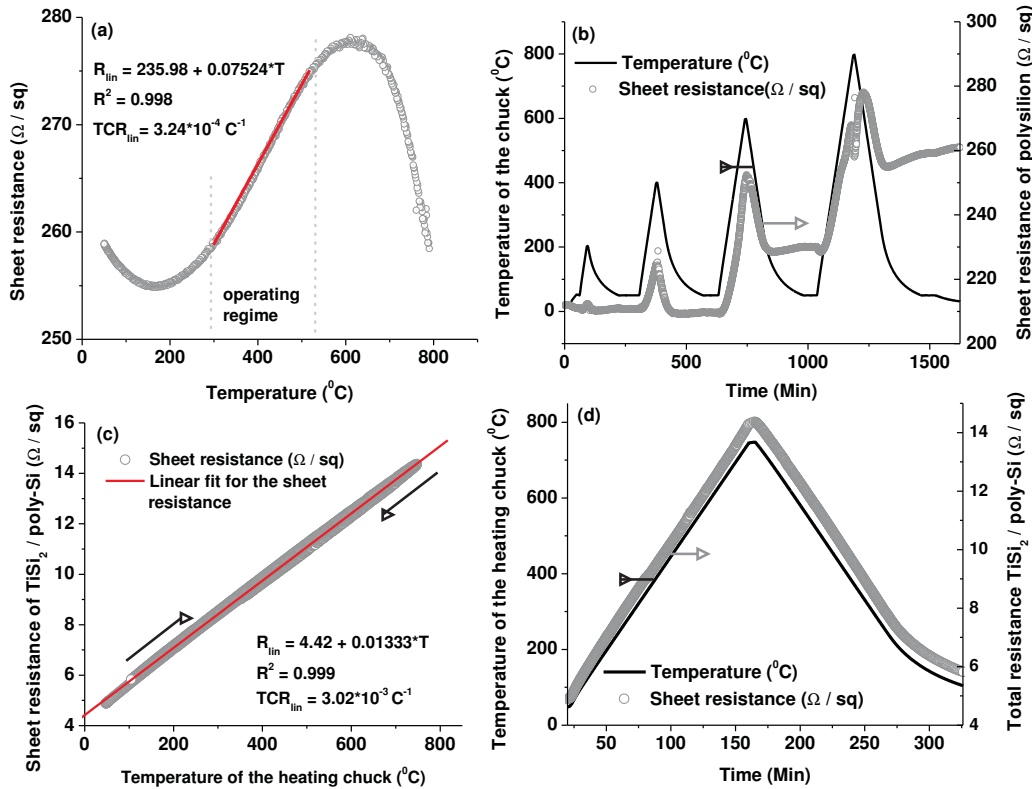 (a)
R_lin = 235.98 + 0.07524*T
R² = 0.998
TCR_lin = 3.24*10⁻⁴ C⁻¹
operating
regime
280
270
260
250
0
200
400
600
800
Sheet resistance (Ω / sq)
Temperature (⁰C)
(b)
Temperature (⁰C)
Sheet resistance(Ω / sq)
800
600
400
200
0
300
290
280
270
260
250
240
230
220
210
200
0
500
1000
1500
Temperature of the chuck (⁰C)
Sheet resistance of polysilion (Ω / sq)
Time (Min)
(c)
Sheet resistance (Ω / sq)
Linear fit for the sheet
resistance
R_lin = 4.42 + 0.01333*T
R² = 0.999
TCR_lin = 3.02*10⁻³ C⁻¹
16
14
12
10
8
6
4
0
200
400
600
800
Sheet resistance of TiSi₂ / poly-Si (Ω / sq)
Temperature of the heating chuck (⁰C)
(d)
Temperature (⁰C)
Sheet resistance (Ω / sq)
800
600
400
200
0
14
12
10
8
6
4
50
100
150
200
250
300
Temperature of the heating chuck (⁰C)
Total resistance TiSi₂ / poly-Si (Ω / sq)
Time (Min)